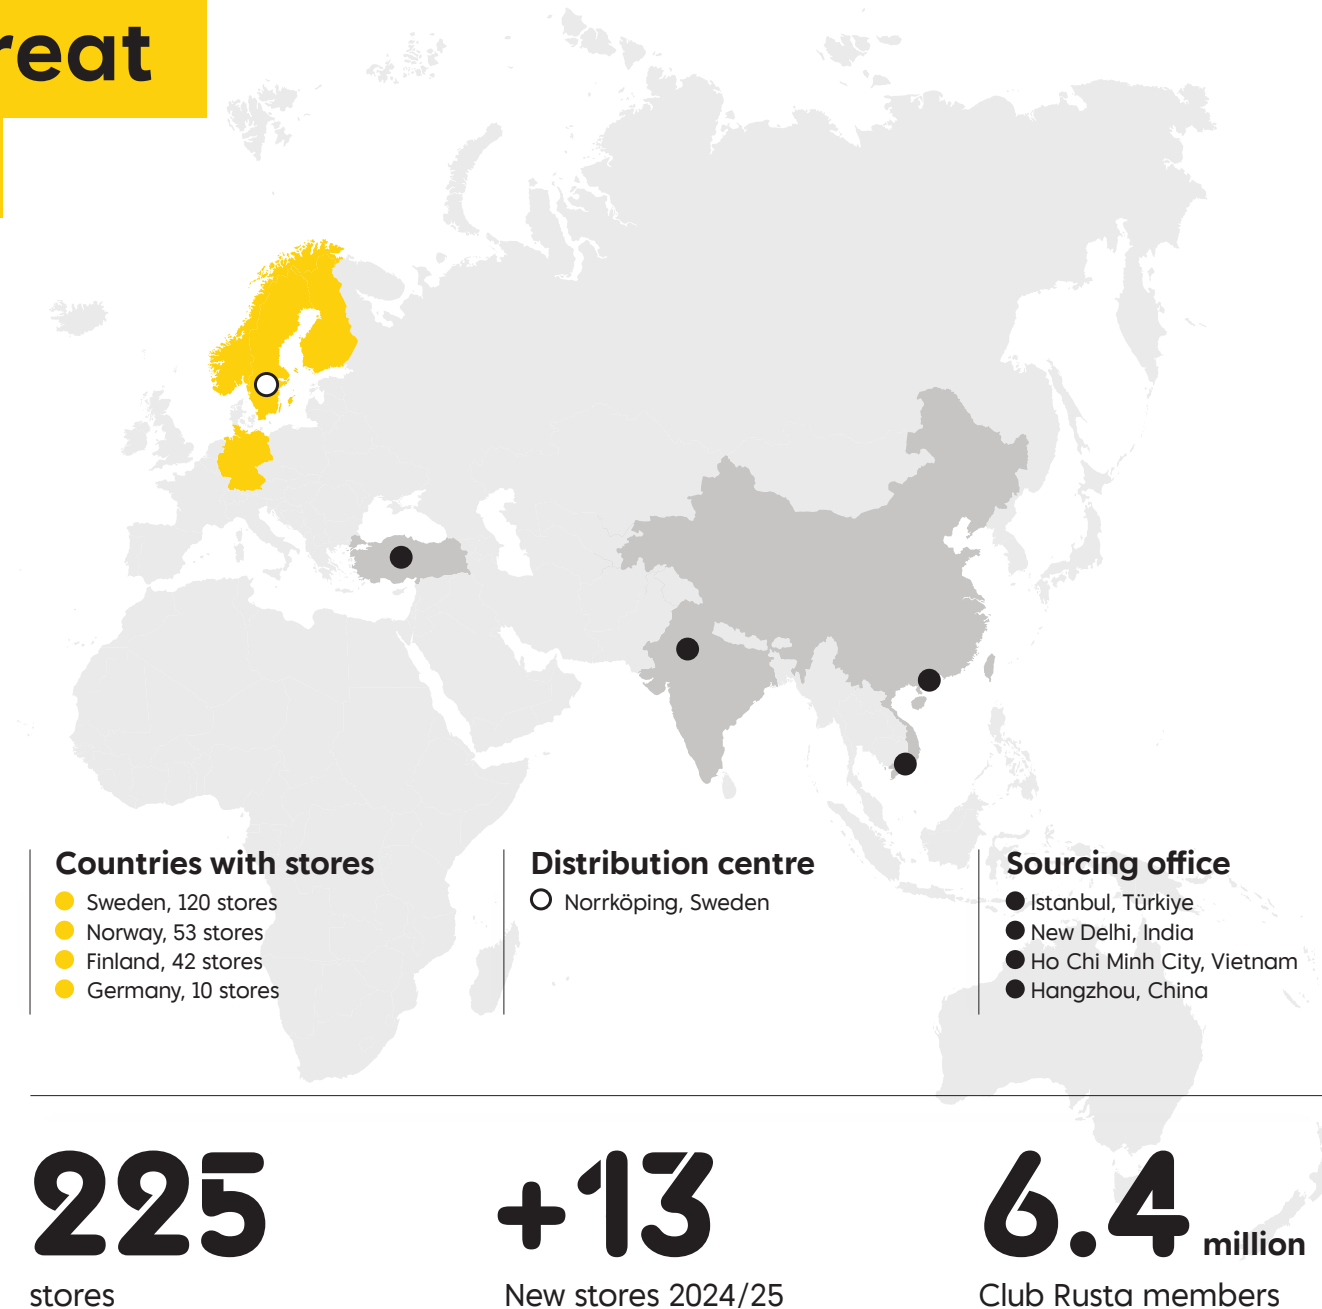 reat
Countries with stores
Sweden, 120 stores
Norway, 53 stores
Finland, 42 stores
Germany, 10 stores
Distribution centre
Norrköping, Sweden
Sourcing office
Istanbul, Türkiye
New Delhi, India
Ho Chi Minh City, Vietnam
Hangzhou, China
225
stores
+13
New stores 2024/25
6.4 million
Club Rusta members